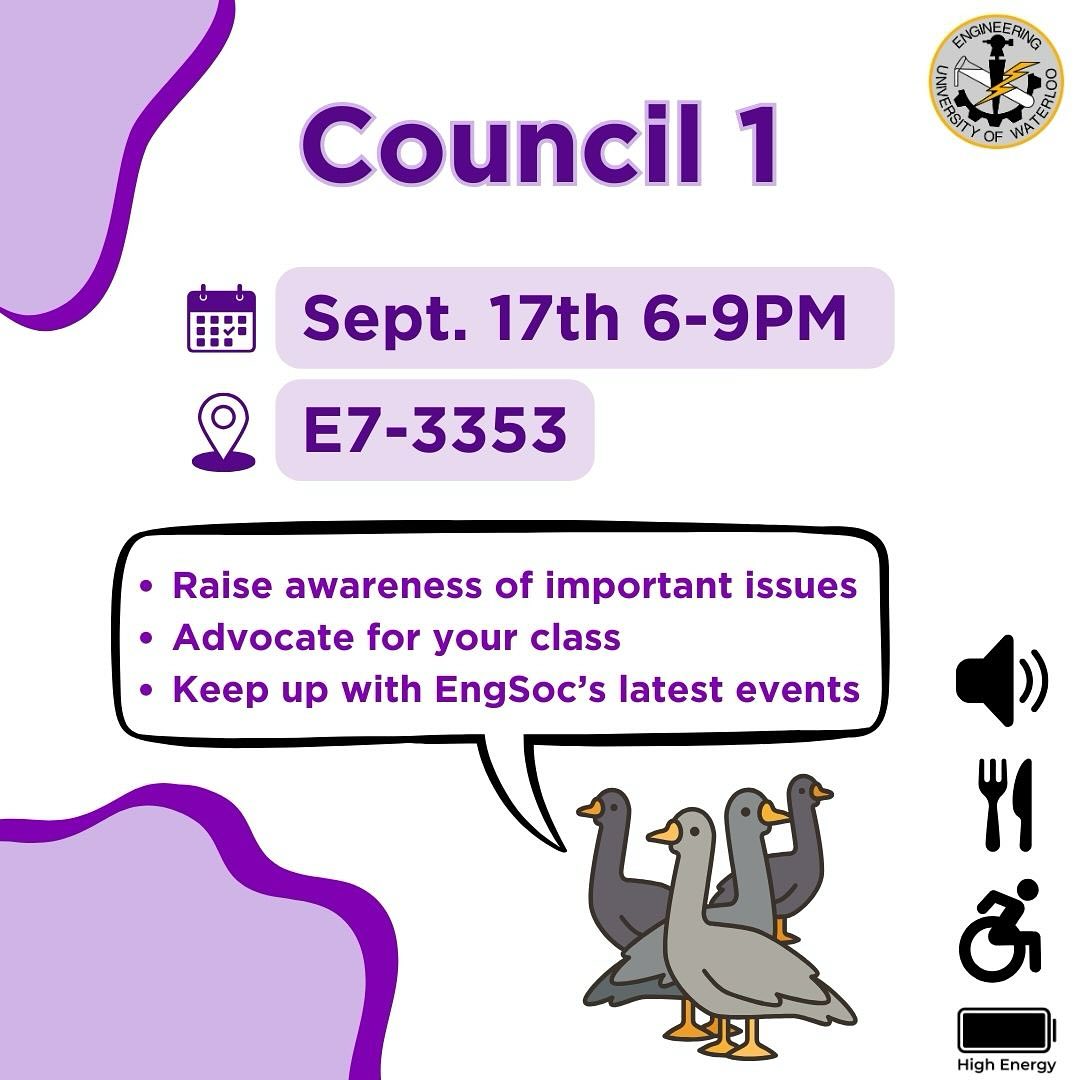 ENGINEERING
UNIVERSITY OF WATERLOO
Council 1
Sept. 17th 6-9PM
E7-3353
• Raise awareness of important issues
• Advocate for your class
• Keep up with EngSoc’s latest events
High Energy